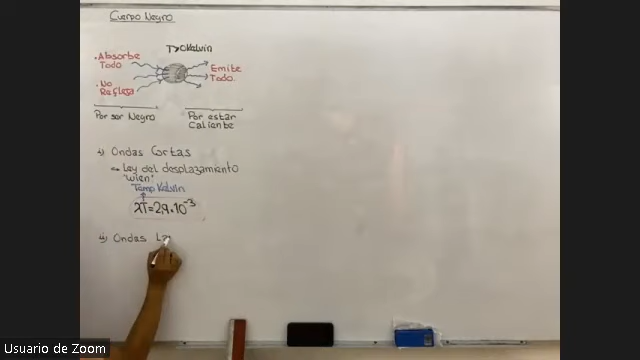 Cuerpo Negro
T>0Kelvin
• Absorbe
Todo
• No
Refleja
Emite
Todo.
Por ser Negro
Por estar
Caliente
i) Ondas Cortas
Ley del desplazamiento
"Wien"
Temp Kelvin
λT=2,9•10⁻³
ii) Ondas La
Usuario de Zoom